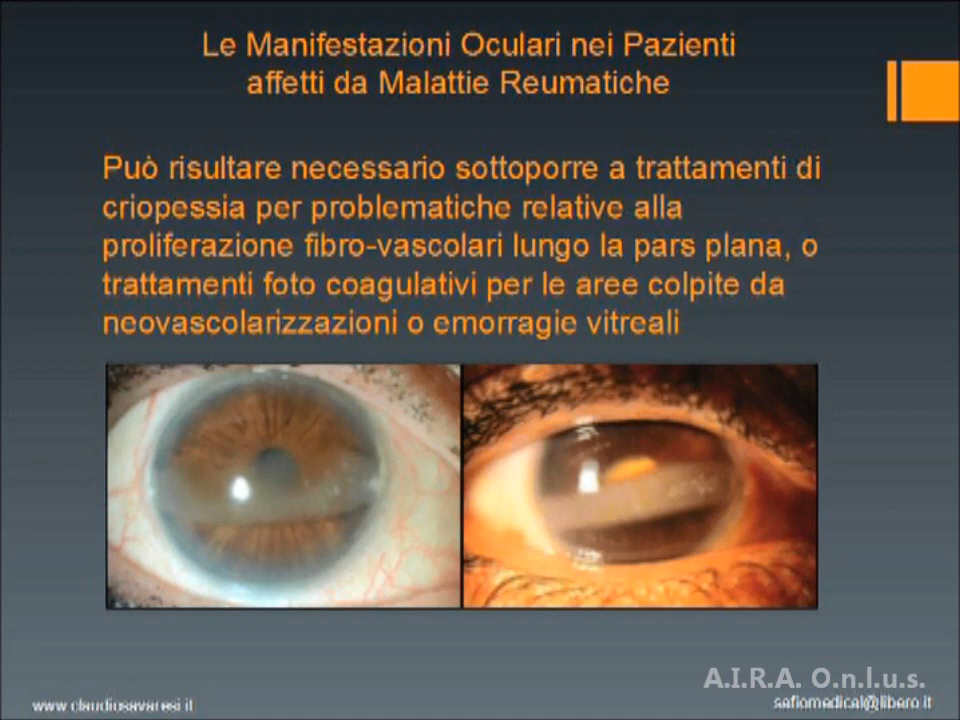 Le Manifestazioni Oculari nei Pazienti
affetti da Malattie Reumatiche
Può risultare necessario sottoporre a trattamenti di
criopessia per problematiche relative alla
proliferazione fibro-vascolari lungo la pars plana, o
trattamenti foto coagulativi per le aree colpite da
neovascolarizzazioni o emorragie vitreali
A.I.R.A. O.n.l.u.s.
www.claudiosavaresi.it
safiomedical@libero.it